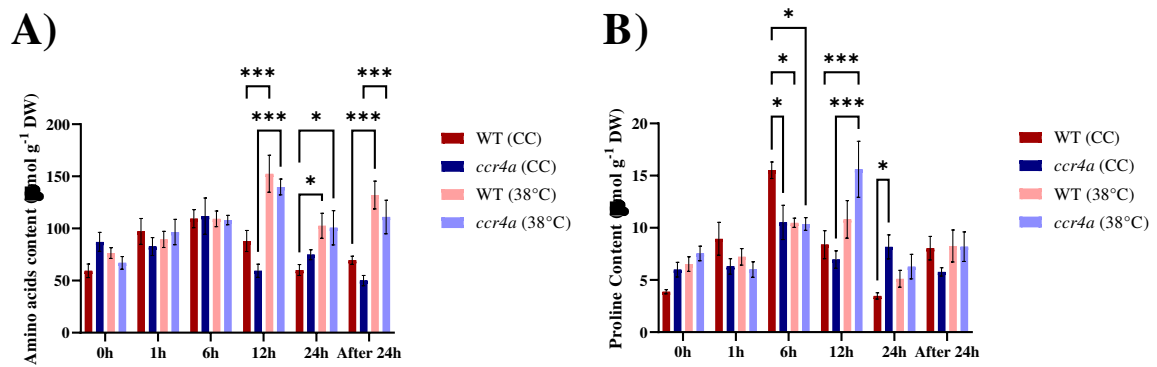 A)
Amino acids content ( mol g-1 DW)
200
150
100
50
0
*** *** *** * *** *
0h 1h 6h 12h 24h After 24h
WT (CC)
ccr4a (CC)
WT (38°C)
ccr4a (38°C)
B)
Proline Content ( mol g-1 DW)
20
15
10
5
0
* * *** * *** *
0h 1h 6h 12h 24h After 24h
WT (CC)
ccr4a (CC)
WT (38°C)
ccr4a (38°C)